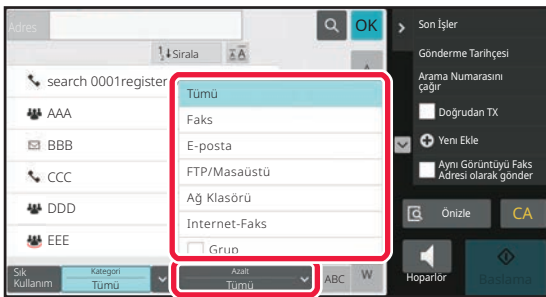 Adres
OK
Sırala
search 0001register
AAA
BBB
CCC
DDD
EEE
Tümü
Faks
E-posta
FTP/Masaüstü
Ağ Klasörü
Internet-Faks
Grup
Sık
Kullanım
Kategori
Tümü
Azalt
Tümü
ABC
W
Son İşler
Gönderme Tarihçesi
Arama Numarasını
çağır
Doğrudan TX
Yeni Ekle
Aynı Görüntüyü Faks
Adresi olarak gönder
Önizle
CA
Hoparlör
Başlama